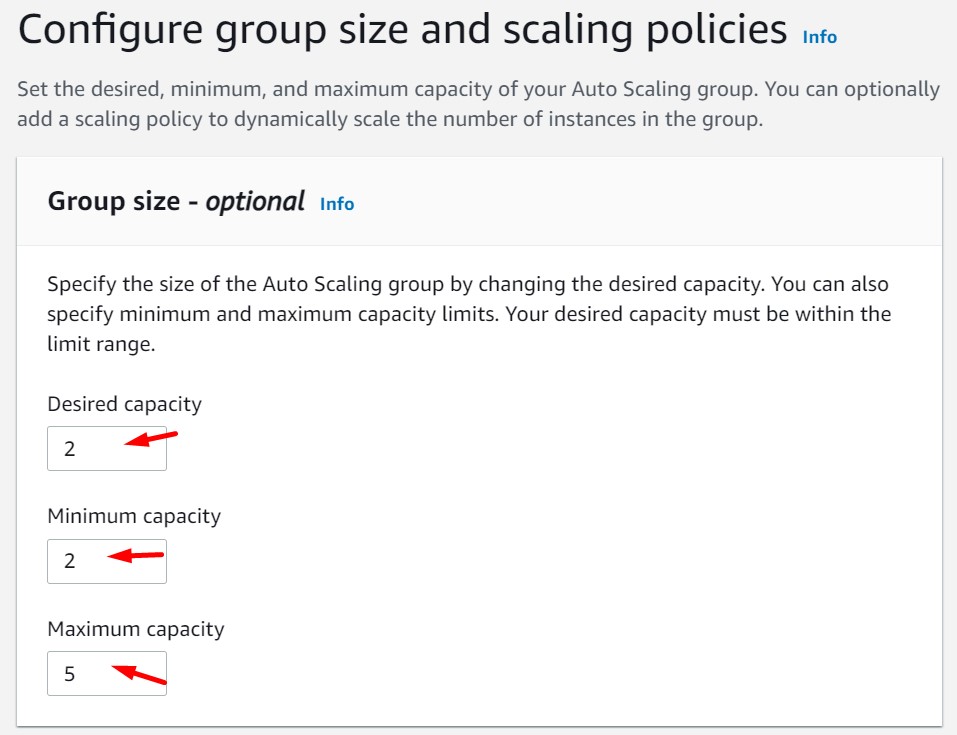 Configure group size and scaling policies Info
Set the desired, minimum, and maximum capacity of your Auto Scaling group. You can optionally
add a scaling policy to dynamically scale the number of instances in the group.
Group size - optional Info
Specify the size of the Auto Scaling group by changing the desired capacity. You can also
specify minimum and maximum capacity limits. Your desired capacity must be within the
limit range.
Desired capacity
2
Minimum capacity
2
Maximum capacity
5